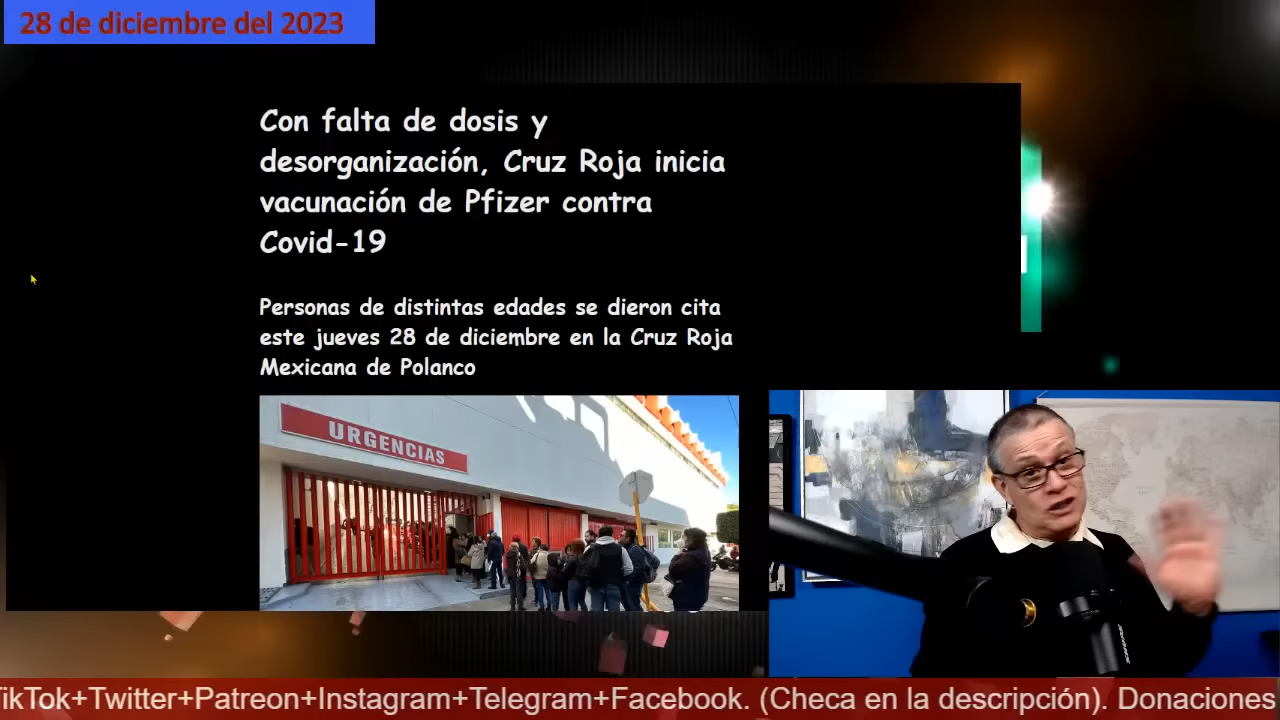 28 de diciembre del 2023
Con falta de dosis y
desorganización, Cruz Roja inicia
vacunación de Pfizer contra
Covid-19
Personas de distintas edades se dieron cita
este jueves 28 de diciembre en la Cruz Roja
Mexicana de Polanco
URGENCIAS
TikTok+Twitter+Patreon+Instagram+Telegram+Facebook. (Checa en la descripción). Donaciones